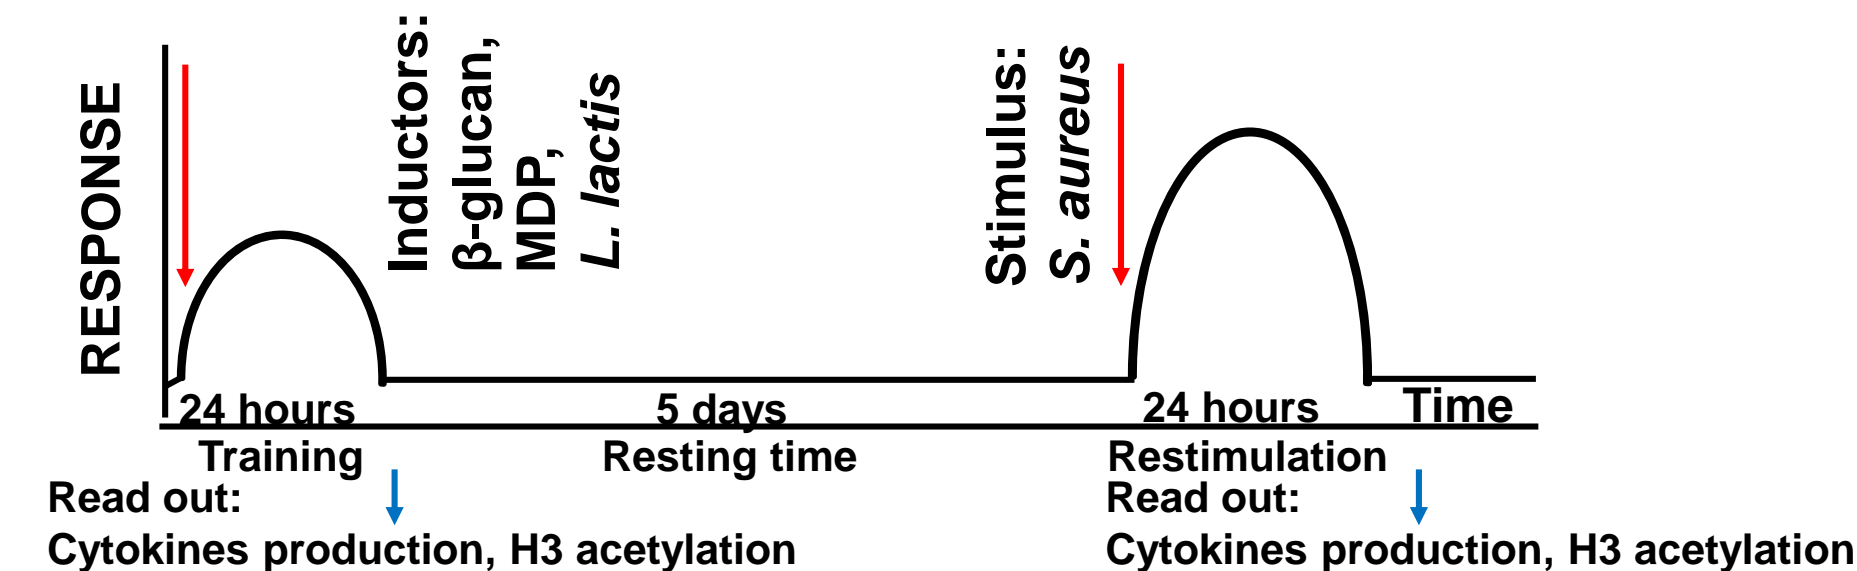 RESPONSE
Inductors:
β-glucan,
MDP,
L. lactis
Stimulus:
S. aureus
24 hours
5 days
24 hours
Time
Training
Resting time
Restimulation
Read out:
Cytokines production, H3 acetylation
Read out:
Cytokines production, H3 acetylation